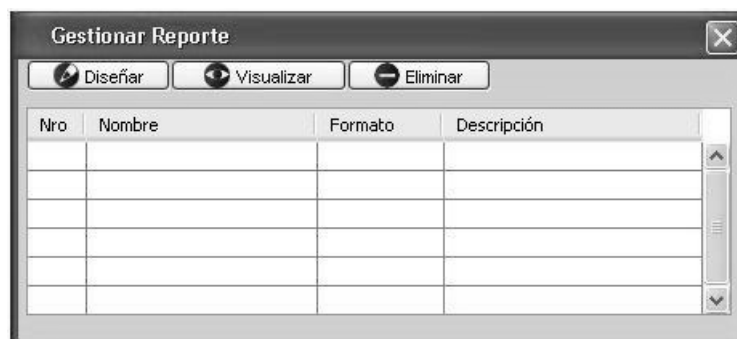 Gestionar Reporte
Diseñar Visualizar Eliminar
Nro Nombre Formato Descripción